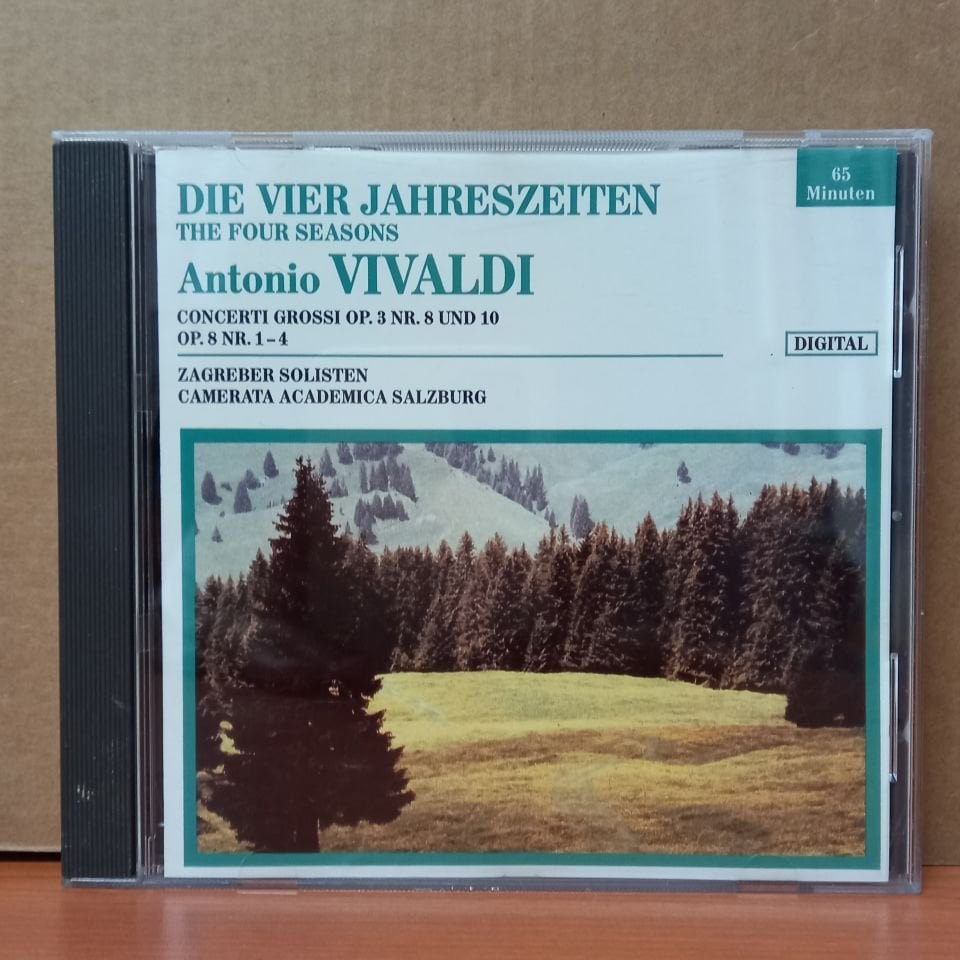 65
Minuten
DIE VIER JAHRESZEITEN
THE FOUR SEASONS
Antonio VIVALDI
CONCERTI GROSSI OP. 3 NR. 8 UND 10
OP. 8 NR. 1–4
DIGITAL
ZAGREBER SOLISTEN
CAMERATA ACADEMICA SALZBURG